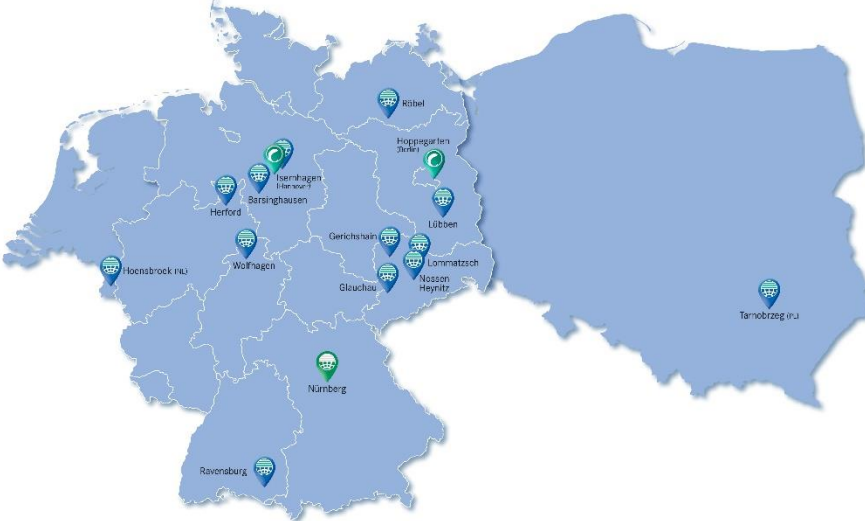 Röbel
Hoppegarten
(Berlin)
Isernhagen
(Hannover)
Barsinghausen
Herford
Lübben
Gerichshain
Wolfhagen
Lommatzsch
Hoensbroek (NL)
Nossen
Heynitz
Glauchau
Tarnobrzeg (PL)
Nürnberg
Ravensburg